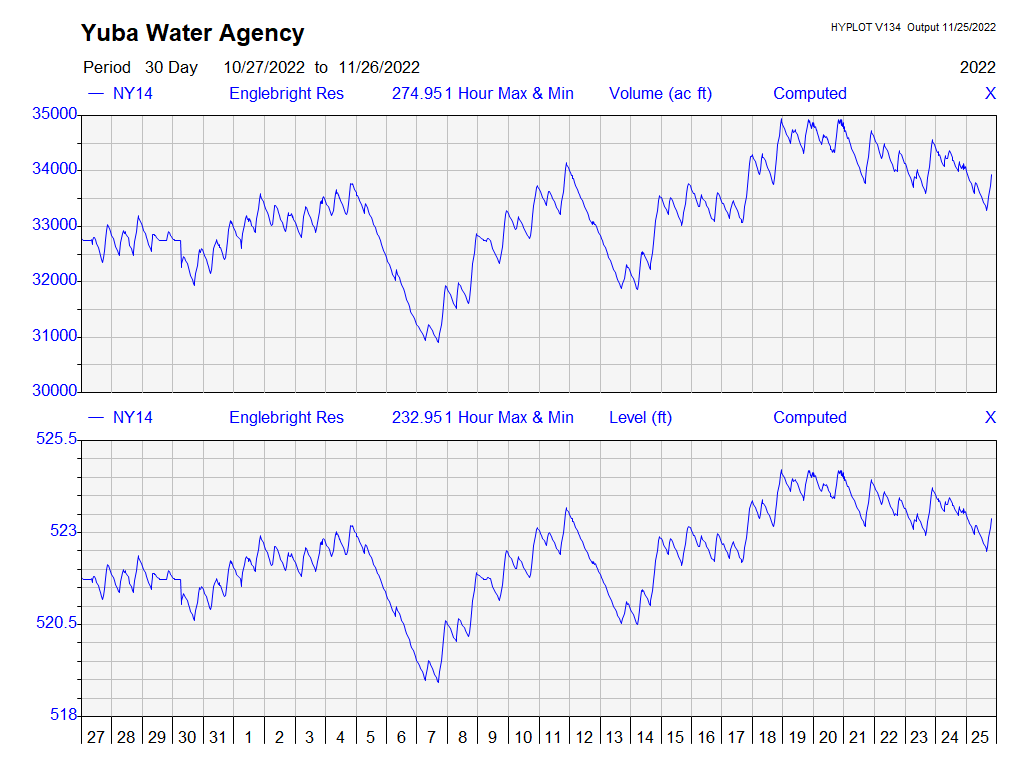 Yuba Water Agency
HYPLOT V134 Output 11/25/2022
Period 30 Day 10/27/2022 to 11/26/2022 2022
NY14 Englebright Res 274.951 Hour Max & Min Volume (ac ft) Computed X
35000
34000
33000
32000
31000
30000
NY14 Englebright Res 232.951 Hour Max & Min Level (ft) Computed X
525.5
523
520.5
518
27 28 29 30 31 1 2 3 4 5 6 7 8 9 10 11 12 13 14 15 16 17 18 19 20 21 22 23 24 25